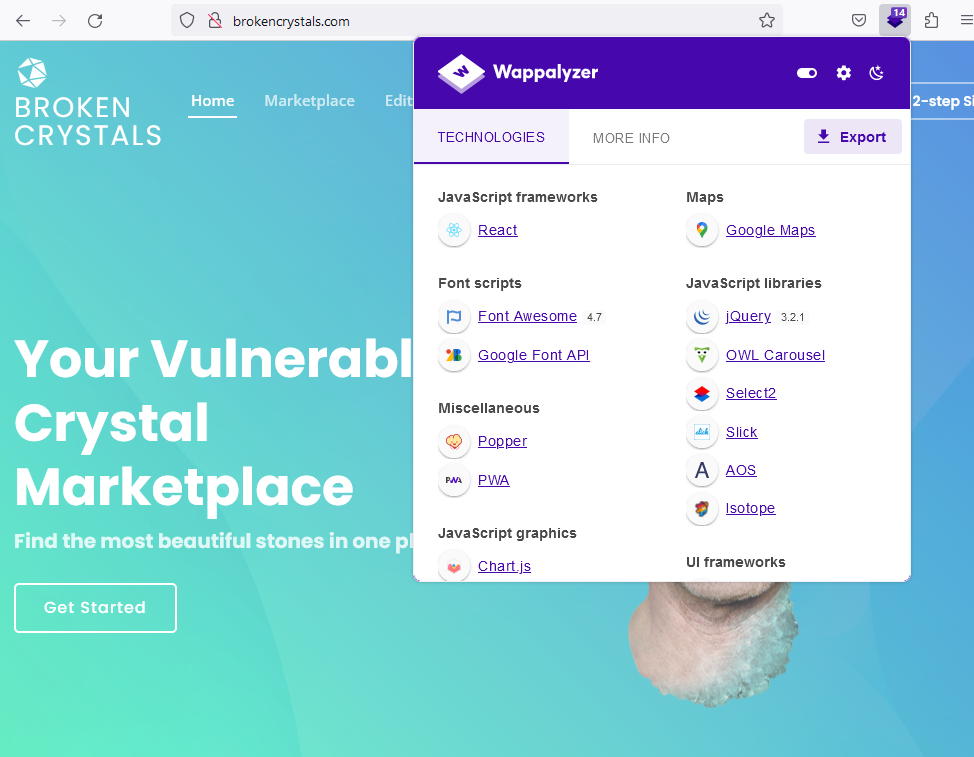 brokencrystals.com
14
BROKEN
CRYSTALS
Home
Marketplace
Edit
2-step Si
Wappalyzer
TECHNOLOGIES
MORE INFO
Export
JavaScript frameworks
React
Font scripts
Font Awesome 4.7
Google Font API
Miscellaneous
Popper
PWA
PWA
JavaScript graphics
Chart.js
Maps
Google Maps
JavaScript libraries
jQuery 3.2.1
OWL Carousel
Select2
slick
Slick
A
AOS
Isotope
UI frameworks
Your Vulnerabl
Crystal
Marketplace
Find the most beautiful stones in one pl
Get Started